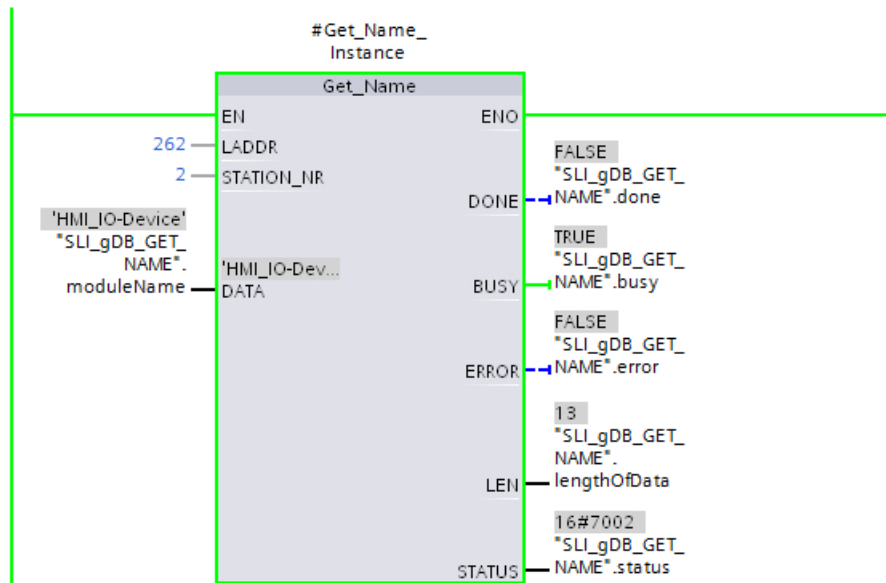 #Get_Name_
Instance
Get_Name
EN
ENO
262
LADDR
2
STATION_NR
'HMI_IO-Device'
"SLI_gDB_GET_
NAME".
moduleName
'HMI_IO-Dev...
DATA
FALSE
"SLI_gDB_GET_
NAME".done
DONE
TRUE
"SLI_gDB_GET_
NAME".busy
BUSY
FALSE
"SLI_gDB_GET_
NAME".error
ERROR
13
"SLI_gDB_GET_
NAME".
lengthOfData
LEN
16#7002
"SLI_gDB_GET_
NAME".status
STATUS